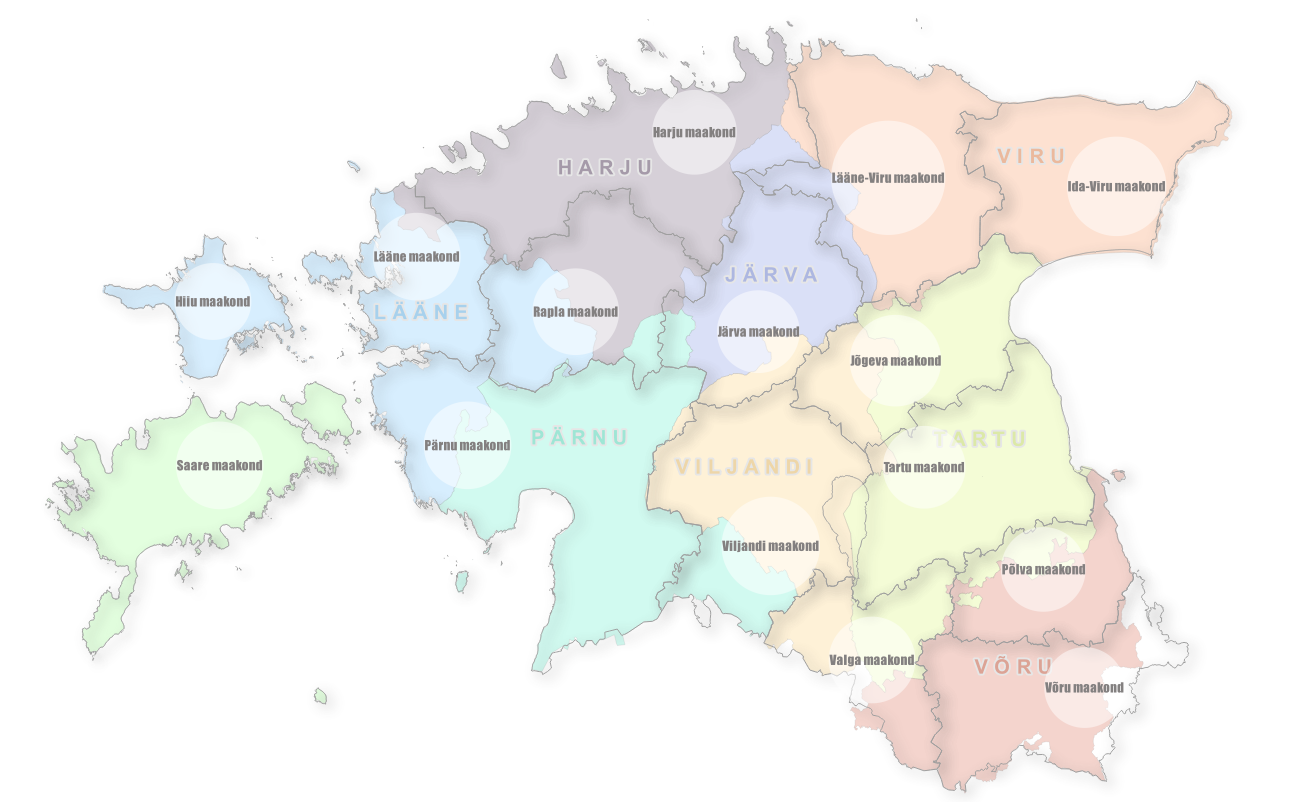 Harju maakond
VIRU
HARJU
Lääne-Viru maakond
Ida-Viru maakond
Lääne maakond
JÄRVA
Hiiu maakond
LÄÄNE
Rapla maakond
Järva maakond
Jõgeva maakond
PÄRNU
TARTU
Pärnu maakond
Saare maakond
VILJANDI
Tartu maakond
Viljandi maakond
Põlva maakond
Valga maakond
VÕRU
Võru maakond